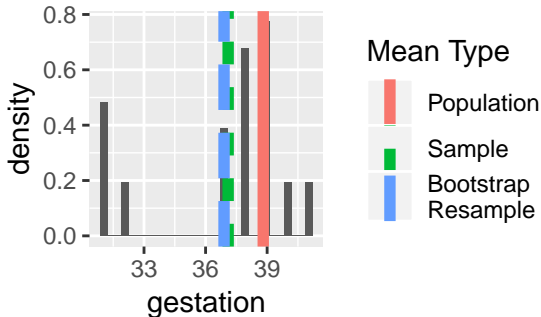 0.8
0.6
0.4
0.2
0.0
density
33 36 39
gestation
Mean Type
Population
Sample
Bootstrap
Resample